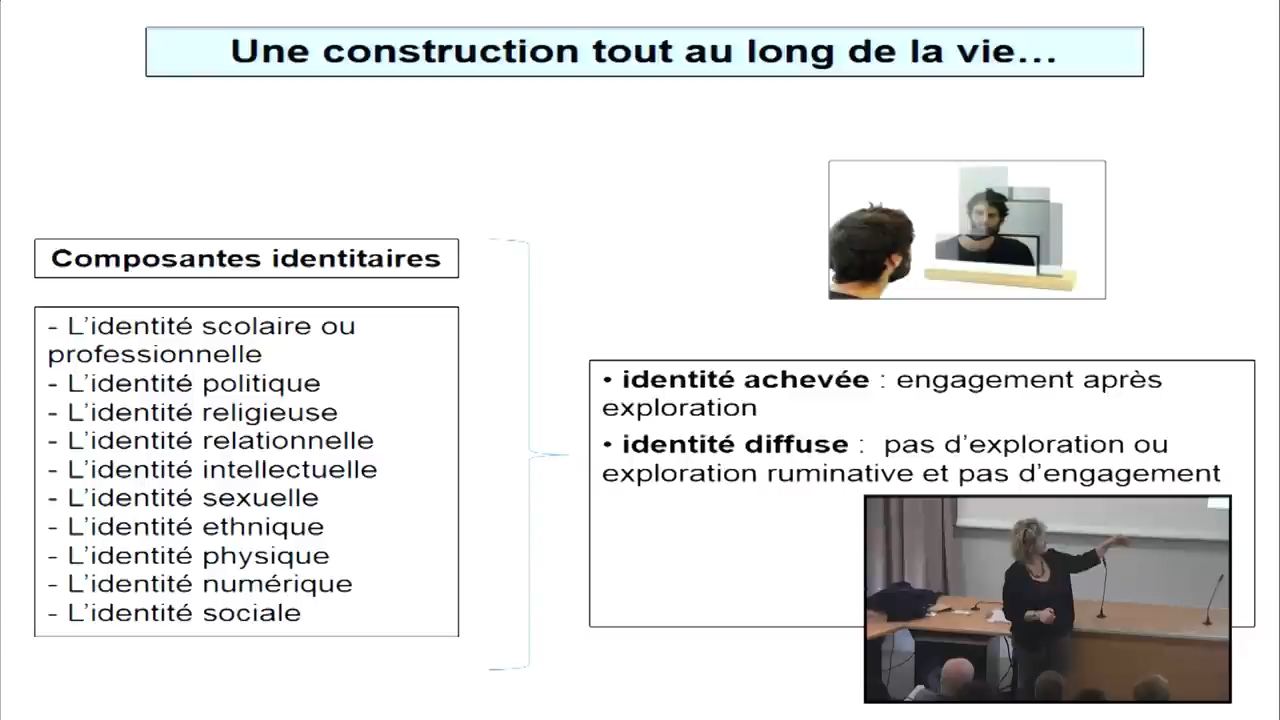 Une construction tout au long de la vie...
Composantes identitaires
- L'identité scolaire ou
professionnelle
- L'identité politique
- L'identité religieuse
- L'identité relationnelle
- L'identité intellectuelle
- L'identité sexuelle
- L'identité ethnique
- L'identité physique
- L'identité numérique
- L'identité sociale
• identité achevée : engagement après
exploration
• identité diffuse : pas d'exploration ou
exploration ruminative et pas d'engagement